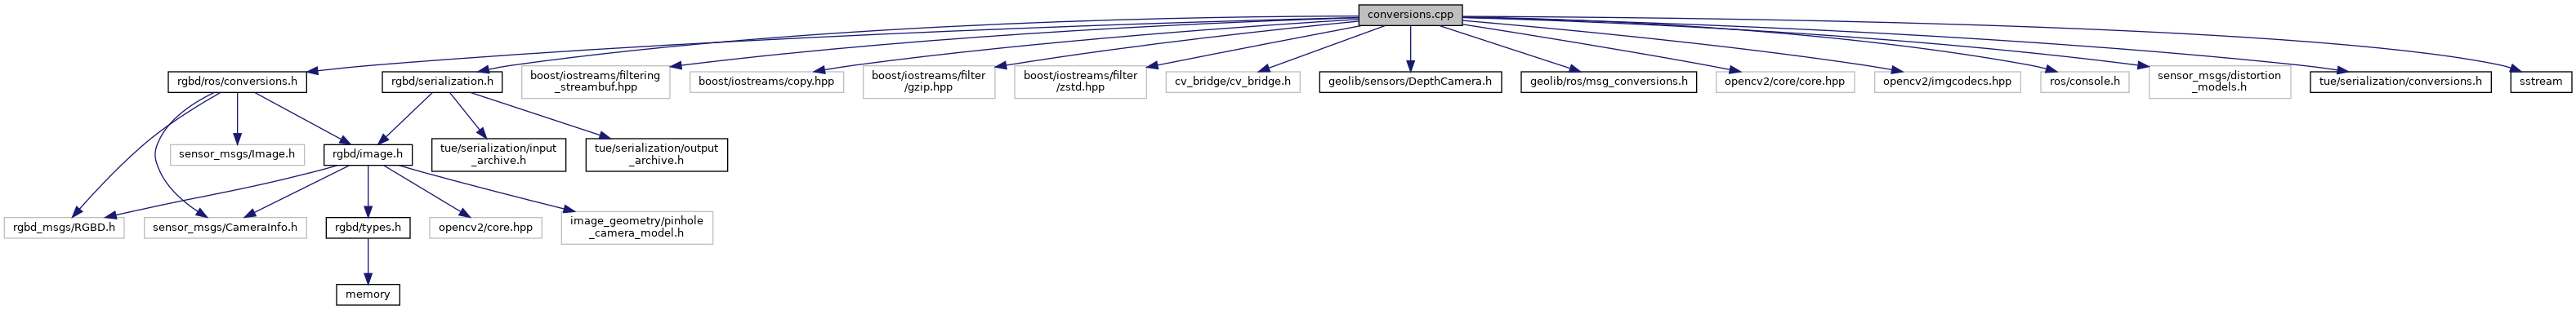 conversions.cpp
rgbd/ros/conversions.h
rgbd/serialization.h
boost/iostreams/filtering
_streambuf.hpp
boost/iostreams/copy.hpp
boost/iostreams/filter
/gzip.hpp
boost/iostreams/filter
/zstd.hpp
cv_bridge/cv_bridge.h
geolib/sensors/DepthCamera.h
geolib/ros/msg_conversions.h
opencv2/core/core.hpp
opencv2/imgcodecs.hpp
ros/console.h
sensor_msgs/distortion
_models.h
tue/serialization/conversions.h
sstream
sensor_msgs/Image.h
rgbd/image.h
tue/serialization/input
_archive.h
tue/serialization/output
_archive.h
rgbd_msgs/RGBD.h
sensor_msgs/CameraInfo.h
rgbd/types.h
opencv2/core.hpp
image_geometry/pinhole
_camera_model.h
memory